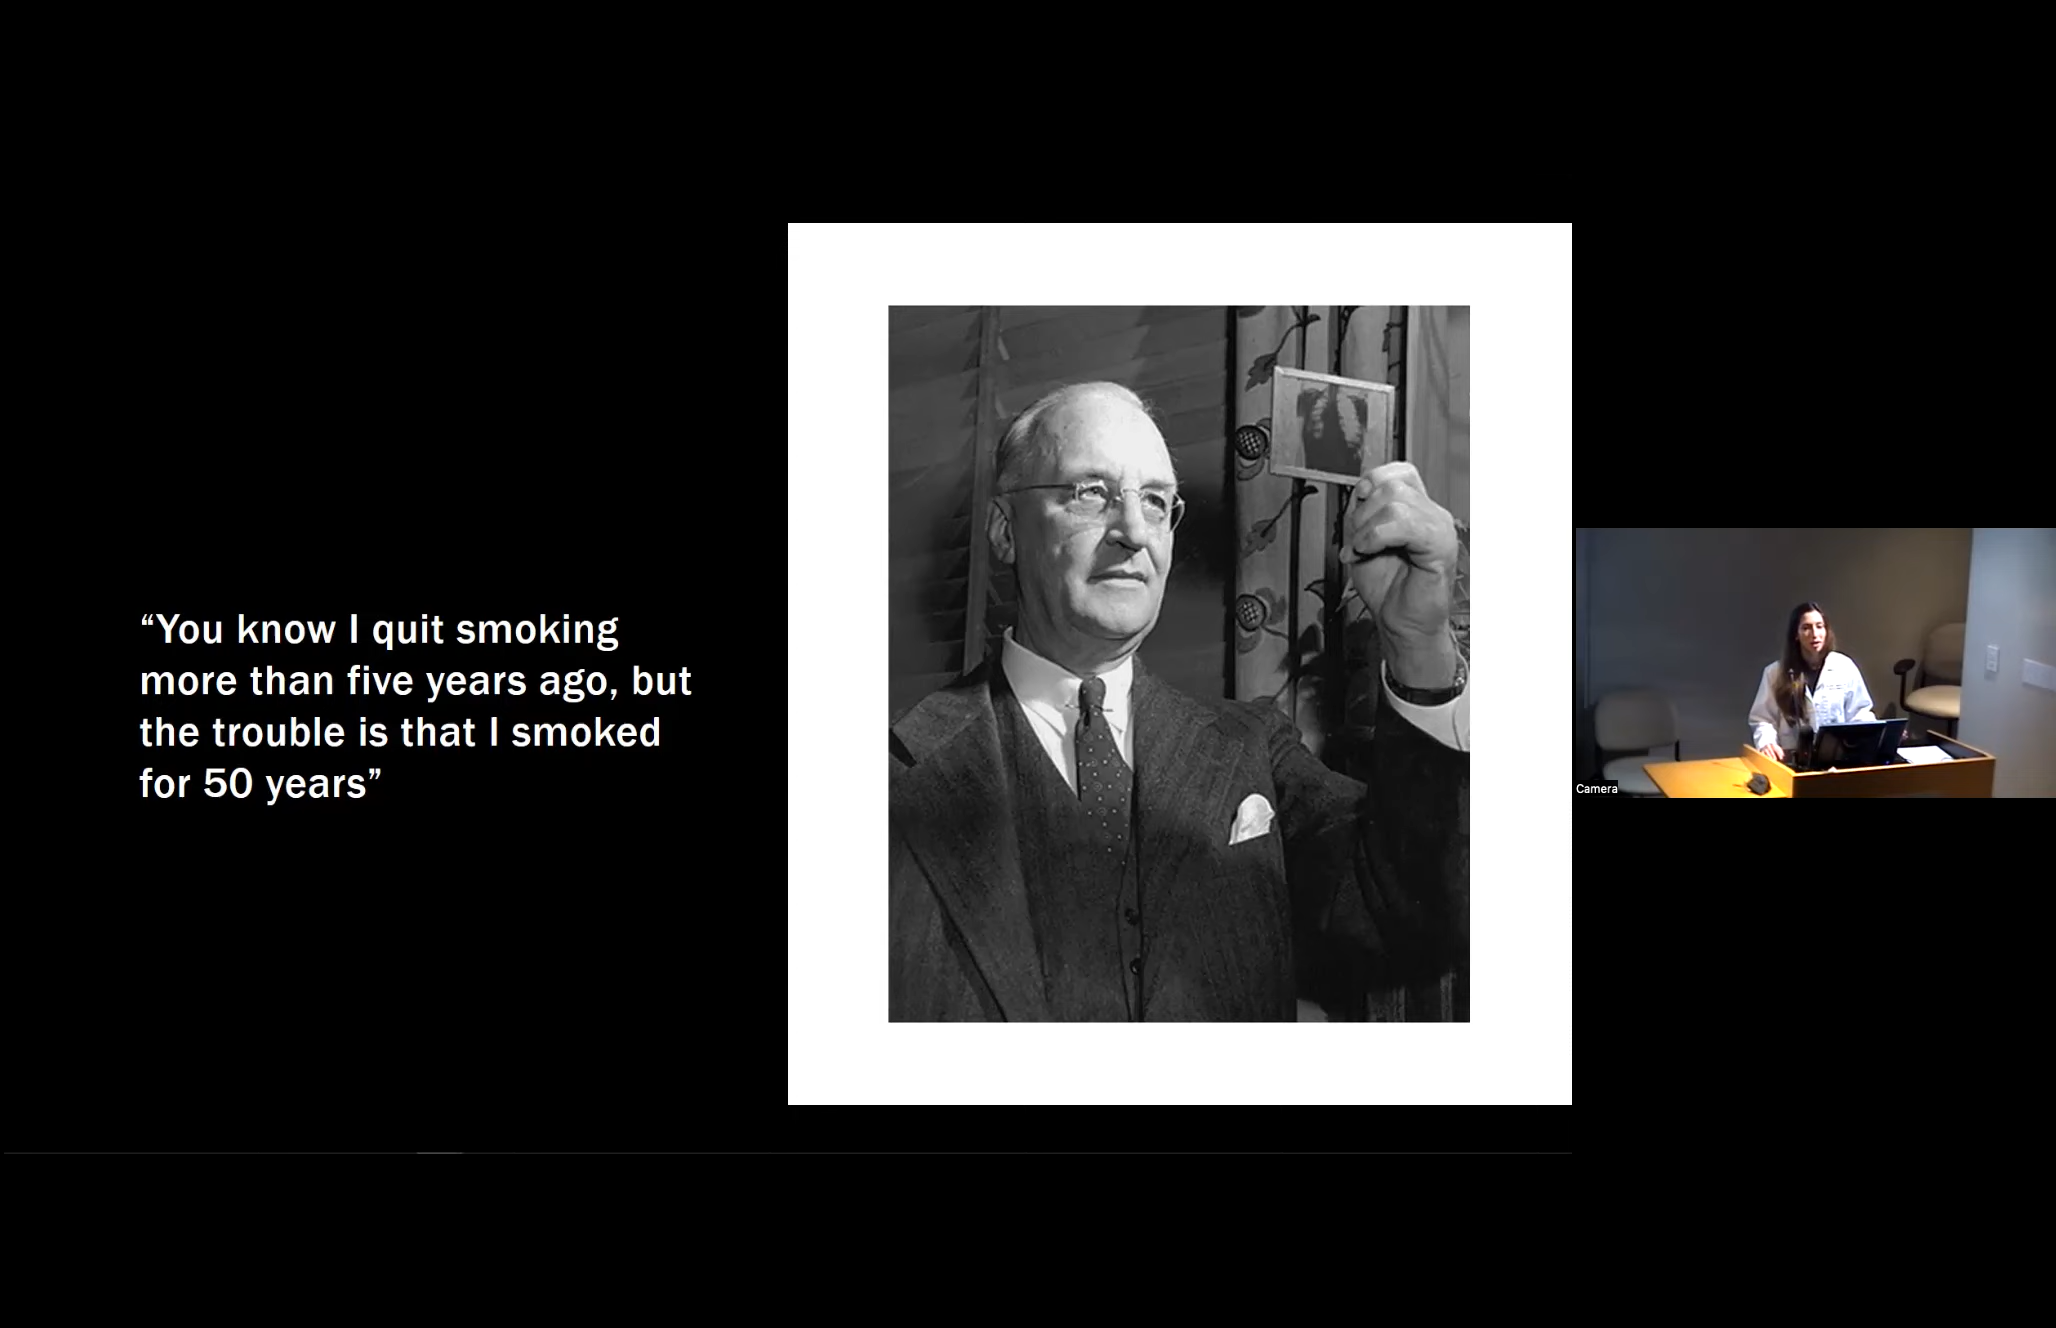 “You know I quit smoking
more than five years ago, but
the trouble is that I smoked
for 50 years”
Camera